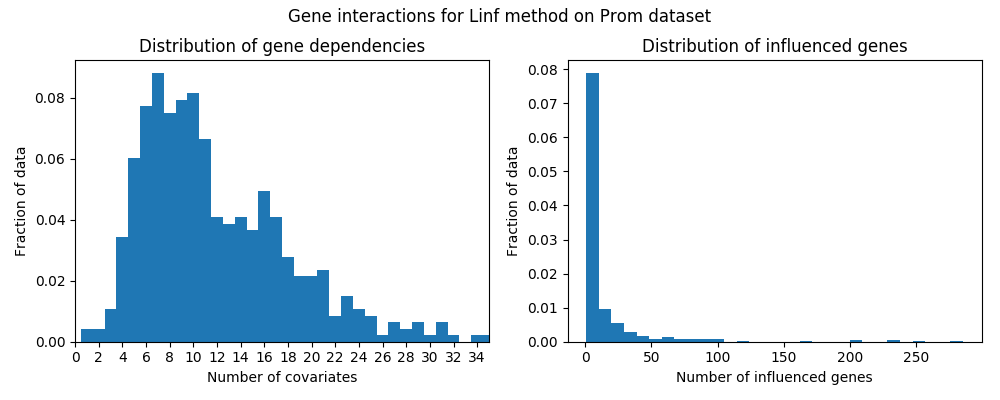 Gene interactions for Linf method on Prom dataset
Distribution of gene dependencies
Fraction of data
0.08
0.06
0.04
0.02
0.00
0 2 4 6 8 10 12 14 16 18 20 22 24 26 28 30 32 34
Number of covariates
Distribution of influenced genes
Fraction of data
0.08
0.07
0.06
0.05
0.04
0.03
0.02
0.01
0.00
0 50 100 150 200 250
Number of influenced genes